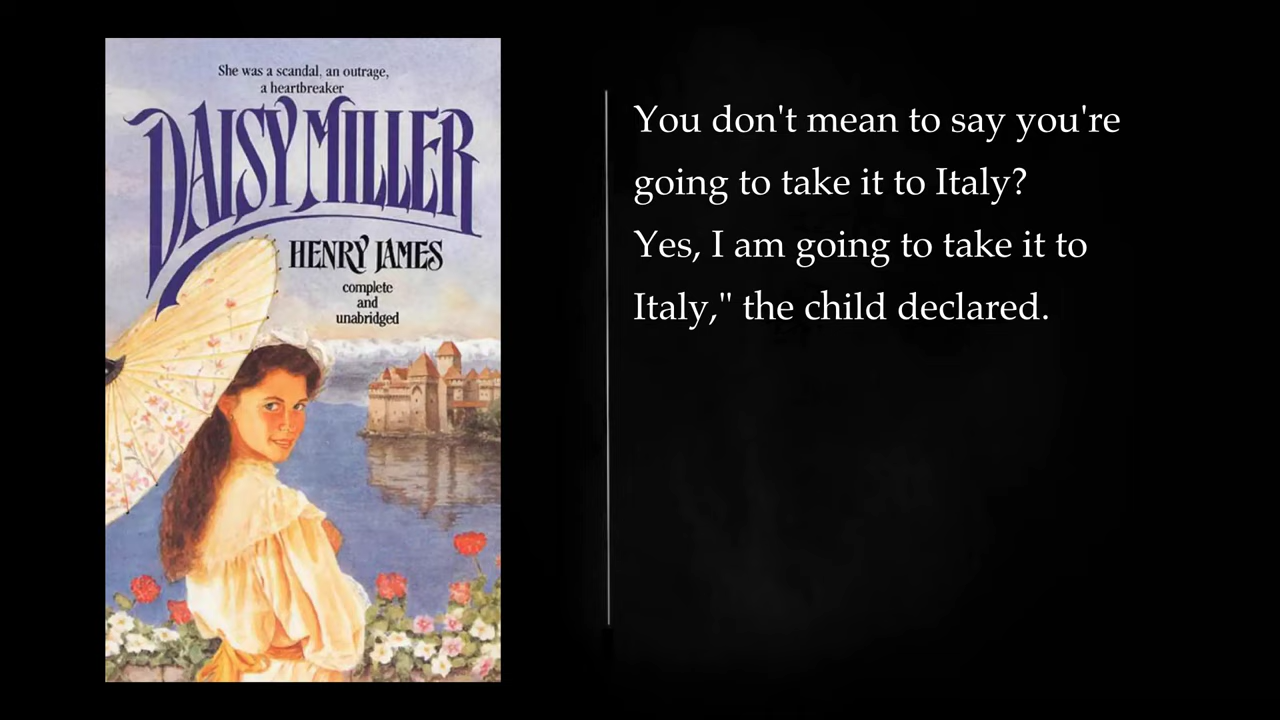 She was a scandal, an outrage,
a heartbreaker
DAISY MILLER
HENRY JAMES
complete
and
unabridged
You don't mean to say you're
going to take it to Italy?
Yes, I am going to take it to
Italy," the child declared.